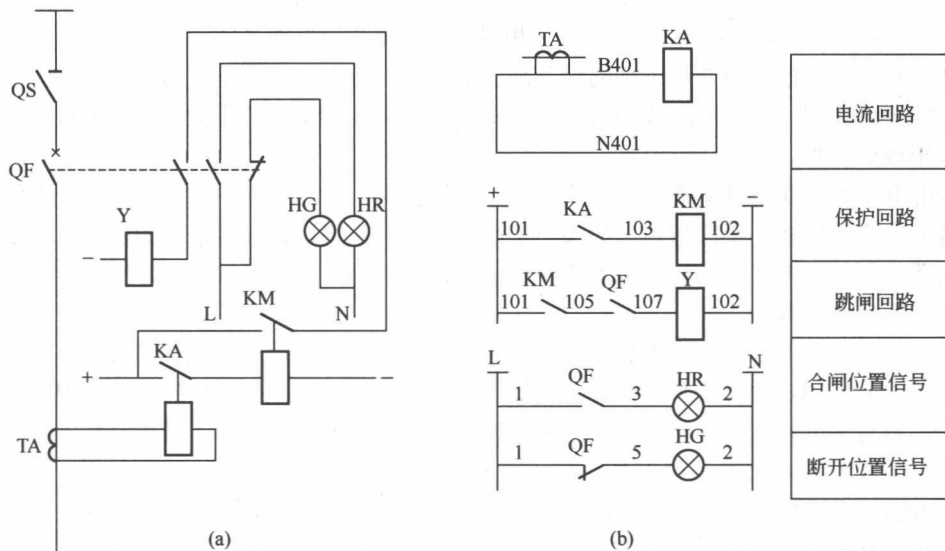 QS
QF
Y
HG HR
−
L KM N
KA
+ −
TA
(a)
TA KA
B401
N401
电流回路
+ KA KM −
101 103 102
保护回路
KM QF Y
101 105 107 102
跳闸回路
L QF HR N
1 3 2
合闸位置信号
QF HG
1 5 2
断开位置信号
(b)